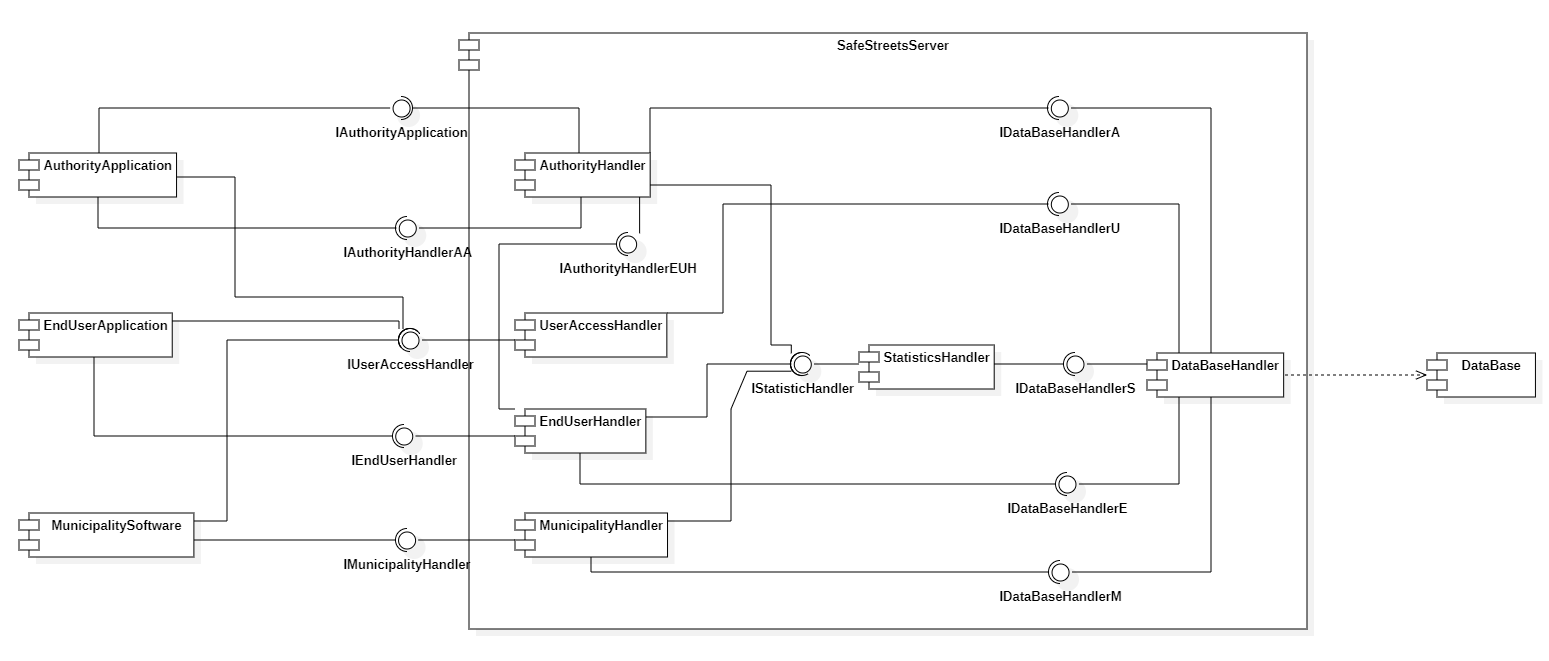 SafeStreetsServer
IAuthorityApplication
IDataBaseHandlerA
AuthorityApplication
AuthorityHandler
IDataBaseHandlerU
IAuthorityHandlerAA
IAuthorityHandlerEUH
EndUserApplication
UserAccessHandler
IUserAccessHandler
StatisticsHandler
DataBaseHandler
DataBase
IStatisticHandler
IDataBaseHandlerS
EndUserHandler
IEndUserHandler
IDataBaseHandlerE
MunicipalitySoftware
MunicipalityHandler
IMunicipalityHandler
IDataBaseHandlerM